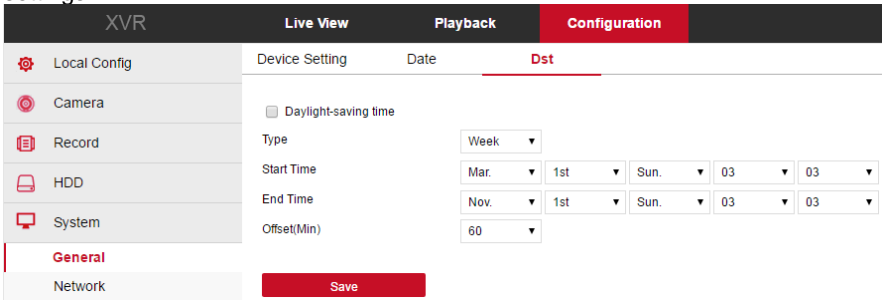 XVR Live View Playback Configuration
Local Config Device Setting Date Dst
Camera Daylight-saving time
Record Type Week
HDD Start Time Mar. 1st Sun. 03 03
End Time Nov. 1st Sun. 03 03
System Offset(Min) 60
General
Network Save